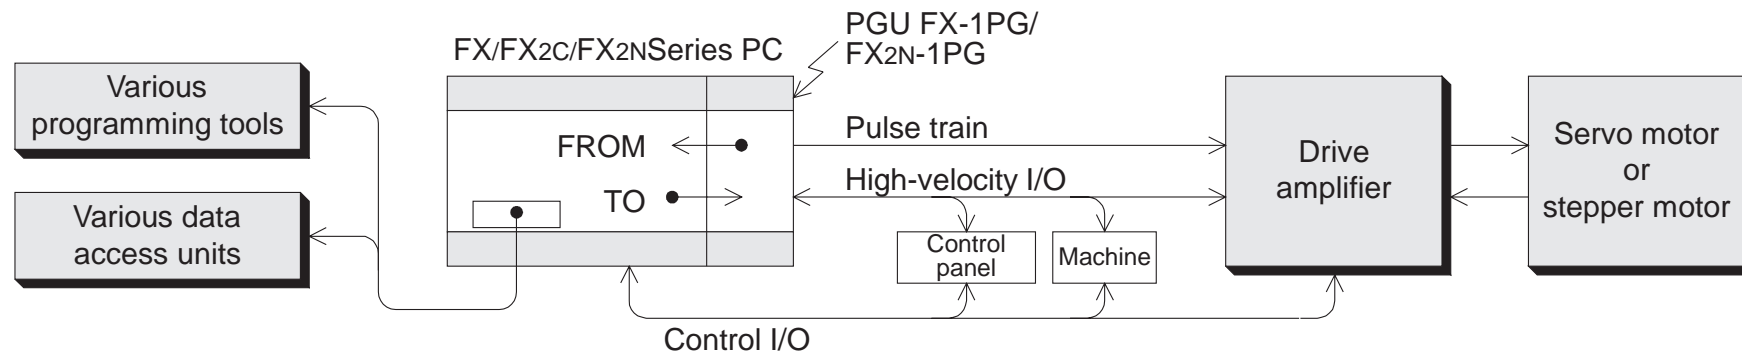 PGU FX-1PG/
FX2N-1PG
FX/FX2C/FX2NSeries PC
Various
programming tools
Various data
access units
FROM
TO
Pulse train
High-velocity I/O
Control
panel
Machine
Drive
amplifier
Servo motor
or
stepper motor
Control I/O